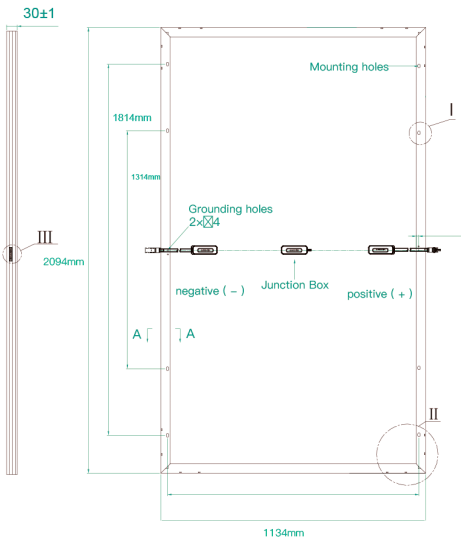 30±1
Mounting holes
I
1814mm
1314mm
Grounding holes
2×☒4
III
2094mm
negative ( − )
Junction Box
positive ( + )
A
A
II
1134mm